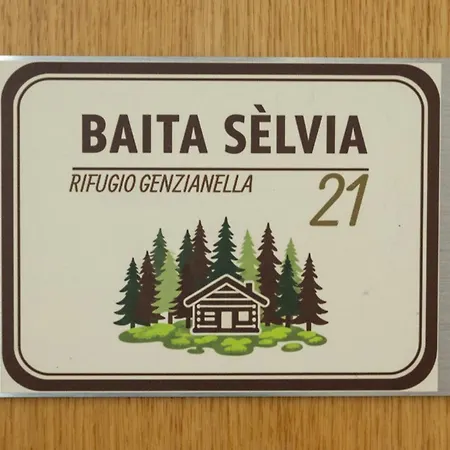 BAITA SÈLVIA
RIFUGIO GENZIANELLA
21